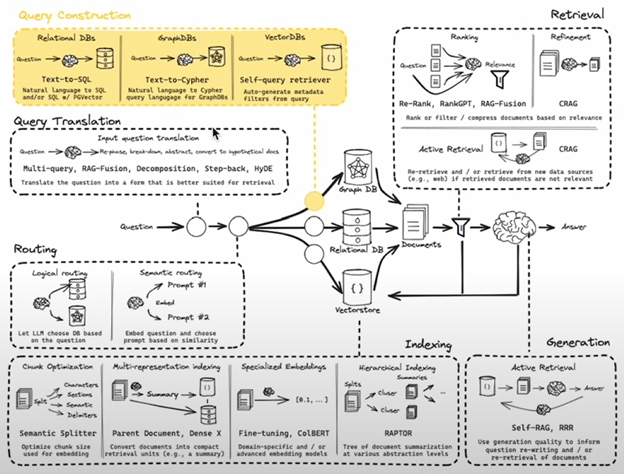 Query Construction
Relational DBs
Question
Text-to-SQL
Natural language to SQL
and/or SQL w/ PGVector
GraphDBs
Question
Text-to-Cypher
Natural language to Cypher
query langugage for GraphDBs
VectorDBs
Question
{}
Self-query retriever
Auto-generate metadata
filters from query
Query Translation
Input question translation
Question
Re-phrase, break-down, abstract, convert to hypothetical docs
Multi-query, RAG-Fusion, Decomposition, Step-back, HyDE
Translate the question into a form that is better suited for retrieval
Retrieval
Ranking
Question
Relevance
Re-Rank, RankGPT, RAG-Fusion
Rank or filter / compress documents based on relevance
Refinement
CRAG
Active Retrieval
{}
CRAG
Re-retrieve and / or retrieve from new data sources
(e.g., web) if retrieved documents are not relevant
Question
Graph DB
Relational DB
{}
Vectorstore
Documents
Answer
Routing
Logical routing
Let LLM choose DB based on
the question
Semantic routing
Prompt #1
Embed
Prompt #2
Embed question and choose
prompt based on similarity
Indexing
Chunk Optimization
Split
Characters
Sections
Semantic
Delimiters
Semantic Splitter
Optimize chunk size
used for embedding
Multi-representation indexing
Summary
Parent Document, Dense X
Convert documents into compact
retrieval units (e.g., a summary)
Specialized Embeddings
[0.1, ...]
Fine-tuning, ColBERT
Domain-specific and / or
advanced embedding models
Hierarchical Indexing
Summaries
Splits
Cluser
Cluser
...
RAPTOR
Tree of document summarization
at various abstraction levels
Generation
Active Retrieval
{}
Answer
Self-RAG, RRR
Use generation quality to inform
question re-writing and / or
re-retrieval of documents